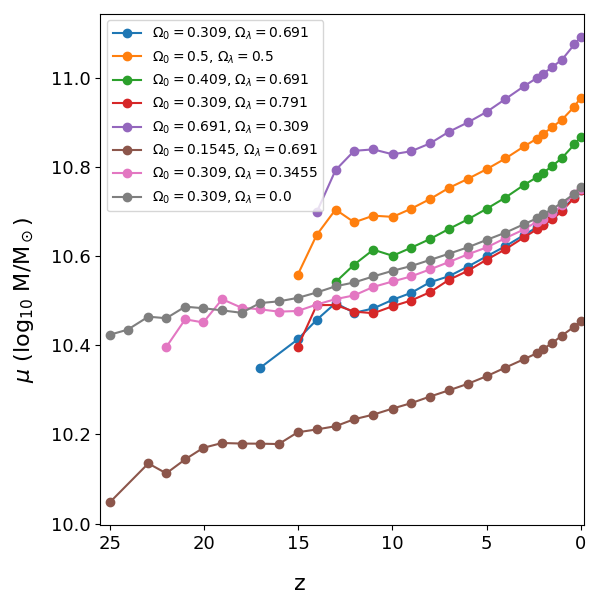 Ω₀ = 0.309, Ωλ = 0.691
Ω₀ = 0.5, Ωλ = 0.5
Ω₀ = 0.409, Ωλ = 0.691
Ω₀ = 0.309, Ωλ = 0.791
Ω₀ = 0.691, Ωλ = 0.309
Ω₀ = 0.1545, Ωλ = 0.691
Ω₀ = 0.309, Ωλ = 0.3455
Ω₀ = 0.309, Ωλ = 0.0
11.0
10.8
10.6
10.4
10.2
10.0
μ (log₁₀ M/M⊙)
25 20 15 10 5 0
z